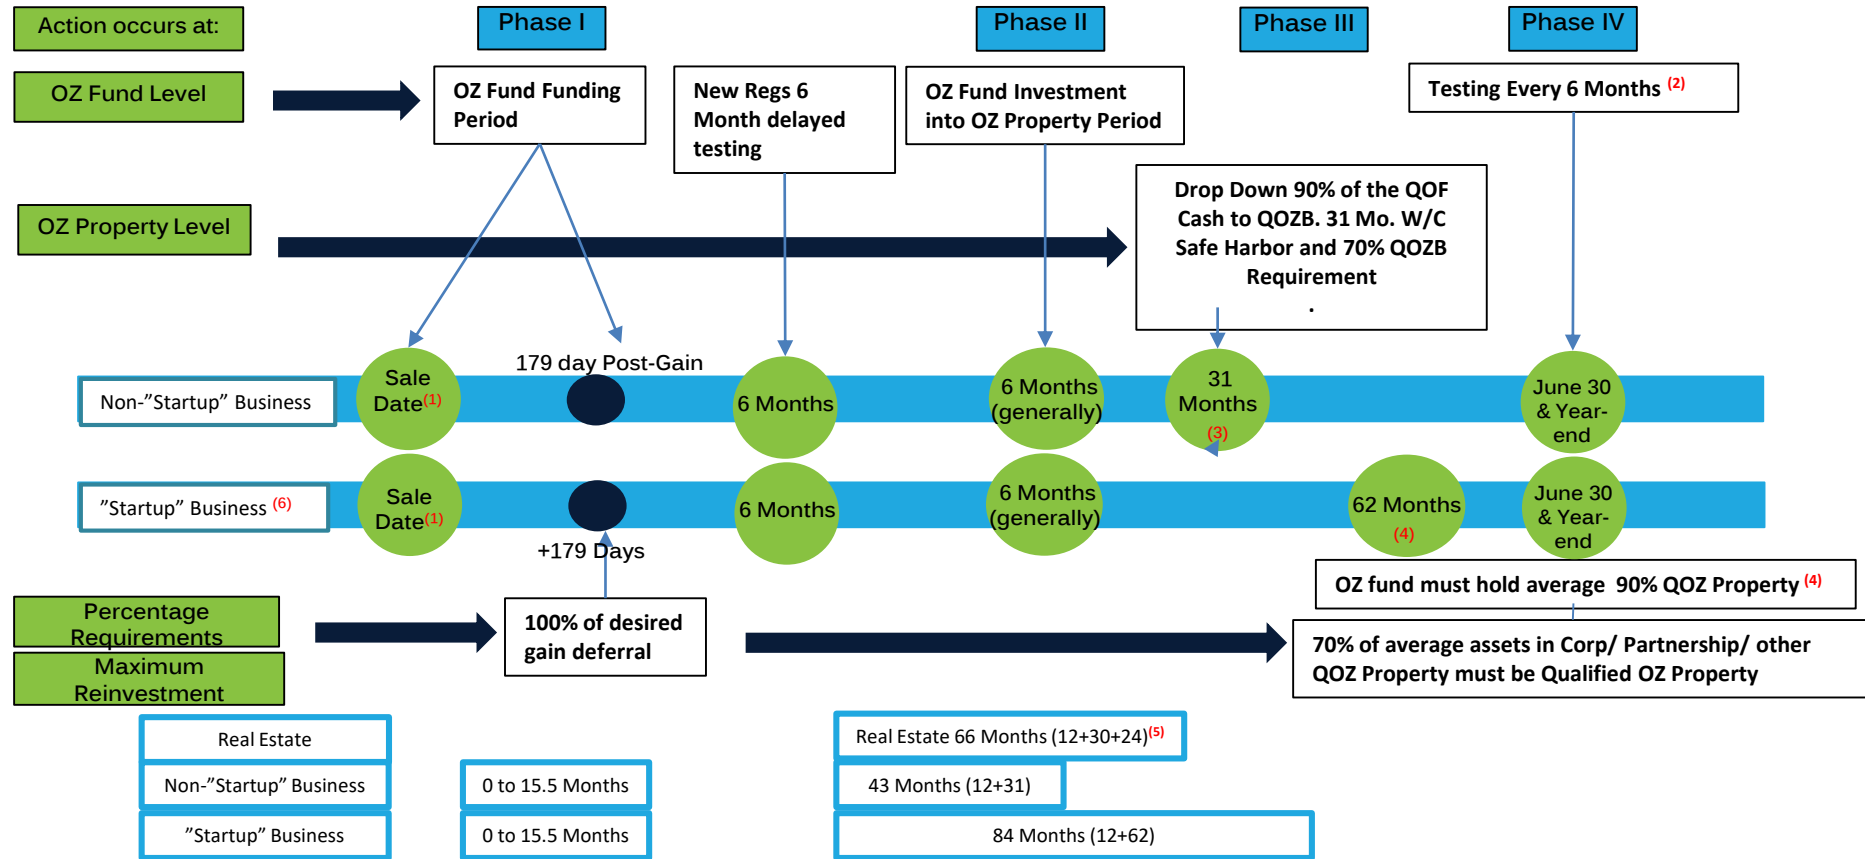 Action occurs at:
Phase I
Phase II
Phase III
Phase IV
OZ Fund Level
OZ Fund Funding
Period
New Regs 6
Month delayed
testing
OZ Fund Investment
into OZ Property Period
Testing Every 6 Months (2)
OZ Property Level
Drop Down 90% of the QOF
Cash to QOZB. 31 Mo. W/C
Safe Harbor and 70% QOZB
Requirement
.
179 day Post-Gain
Non-”Startup” Business
Sale
Date(1)
6 Months
6 Months
(generally)
31
Months
(3)
June 30
& Year-
end
”Startup” Business (6)
Sale
Date(1)
+179 Days
6 Months
6 Months
(generally)
62 Months
(4)
June 30
& Year-
end
OZ fund must hold average 90% QOZ Property (4)
Percentage
Requirements
Maximum
Reinvestment
100% of desired
gain deferral
70% of average assets in Corp/ Partnership/ other
QOZ Property must be Qualified OZ Property
Real Estate
Real Estate 66 Months (12+30+24)(5)
Non-”Startup” Business
0 to 15.5 Months
43 Months (12+31)
”Startup” Business
0 to 15.5 Months
84 Months (12+62)